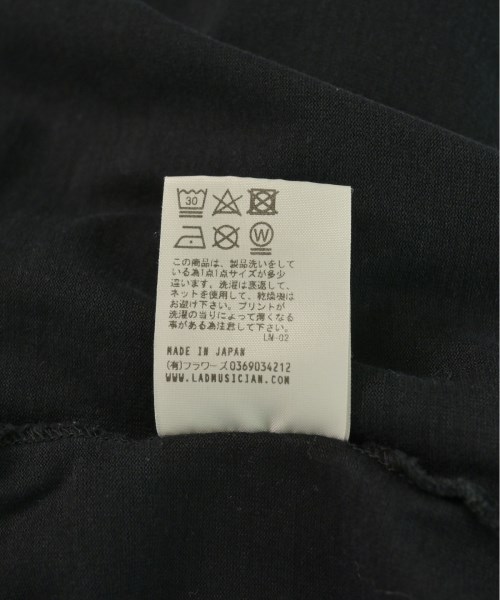 30
W
この商品は、製品洗いをして
いる為1点1点サイズが多少
違います。洗濯は裏返して、
ネットを使用して、乾燥機は
お避け下さい。プリントが
洗濯の当りによって薄くなる
事がある為注意して下さい。
LM-02
MADE IN JAPAN
(有)フラワーズ0369034212
WWW.LADMUSICIAN.COM